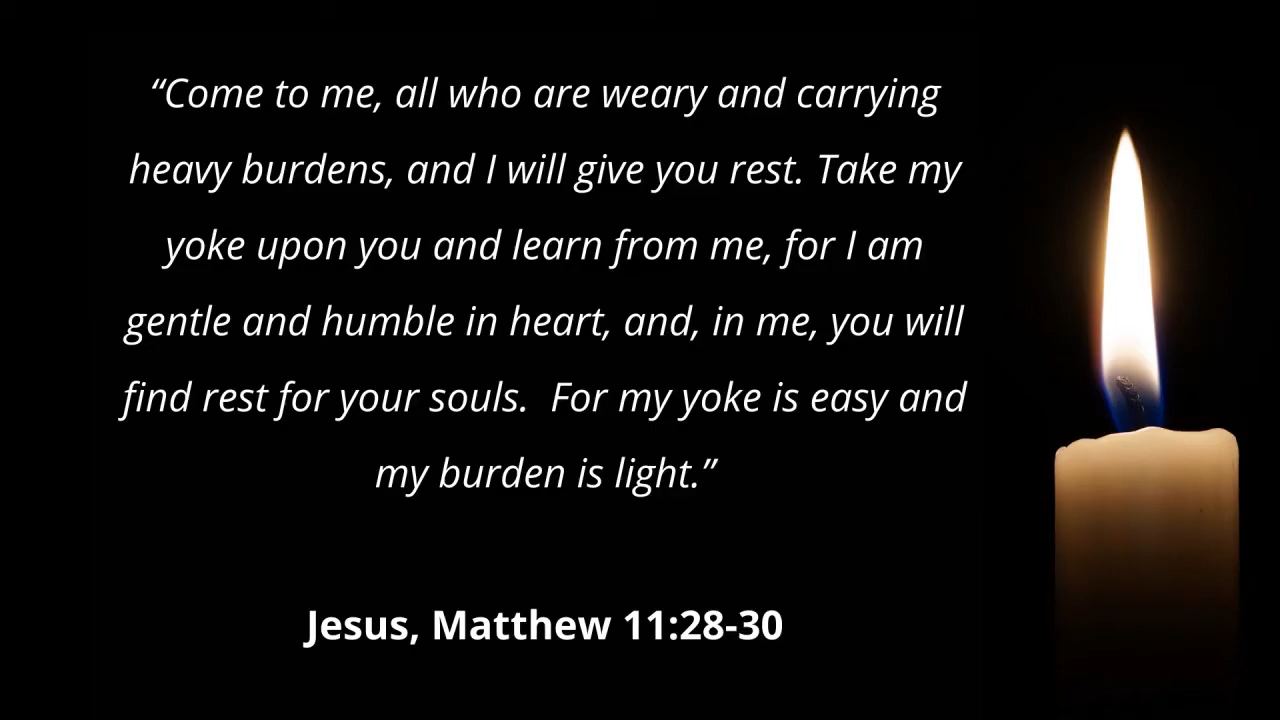 “Come to me, all who are weary and carrying
heavy burdens, and I will give you rest. Take my
yoke upon you and learn from me, for I am
gentle and humble in heart, and, in me, you will
find rest for your souls.  For my yoke is easy and
my burden is light.”
Jesus, Matthew 11:28-30